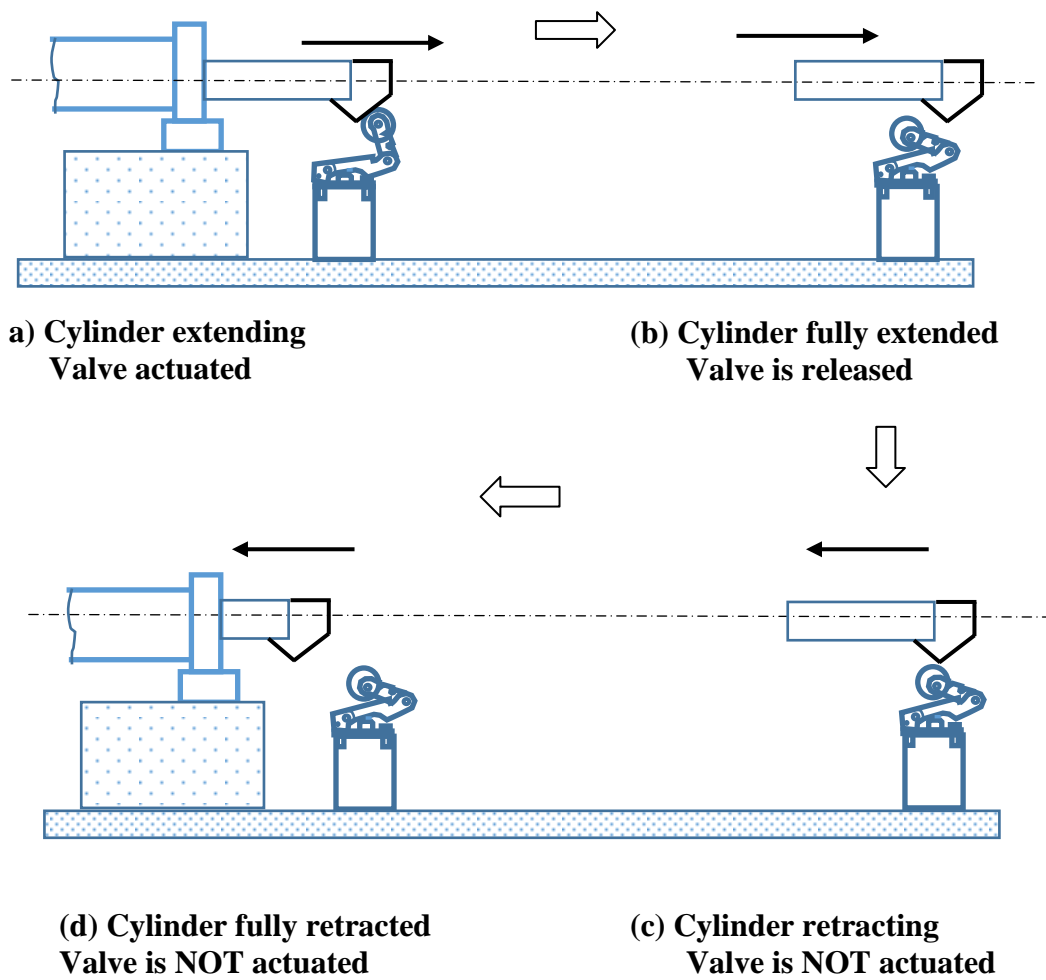 a) Cylinder extending
Valve actuated
(b) Cylinder fully extended
Valve is released
(d) Cylinder fully retracted
Valve is NOT actuated
(c) Cylinder retracting
Valve is NOT actuated